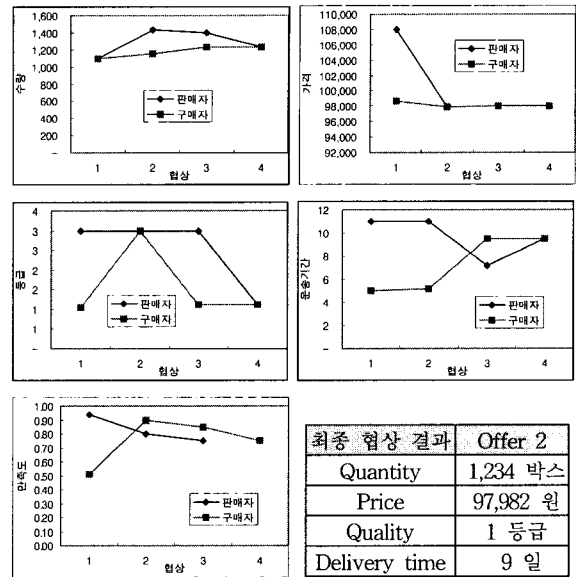 1,600
1,400
1,200
1,000
800
600
400
200
-
수량
판매자
구매자
1 2 3 4
협상
110,000
108,000
106,000
104,000
102,000
100,000
98,000
96,000
94,000
92,000
가격
판매자
구매자
1 2 3 4
협상
4
3
3
2
2
1
1
-
등급
판매자
구매자
1 2 3 4
협상
12
10
8
6
4
2
-
운송기간
판매자
구매자
1 2 3 4
협상
1.00
0.90
0.80
0.70
0.60
0.50
0.40
0.30
0.20
0.10
0.00
만족도
판매자
구매자
1 2 3 4
협상
최종 협상 결과 Offer 2
Quantity 1,234 박스
Price 97,982 원
Quality 1 등급
Delivery time 9 일